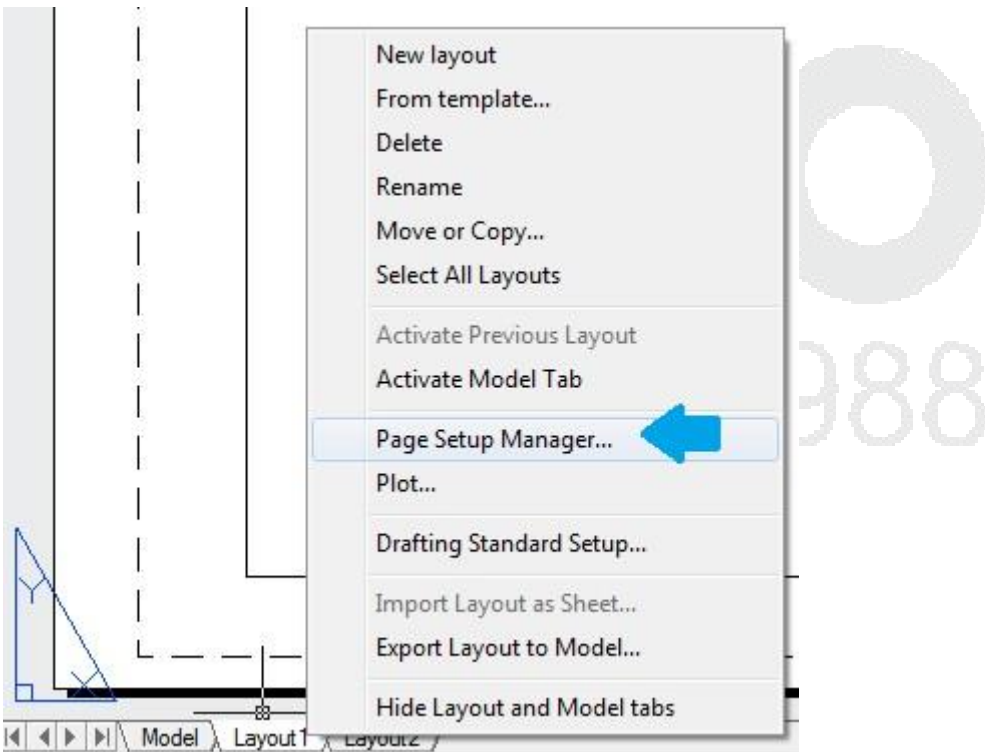 New layout
From template...
Delete
Rename
Move or Copy...
Select All Layouts
Activate Previous Layout
Activate Model Tab
Page Setup Manager...
Plot...
Drafting Standard Setup...
Import Layout as Sheet...
Export Layout to Model...
Hide Layout and Model tabs
Y
X
Model Layout1 Layout2
988